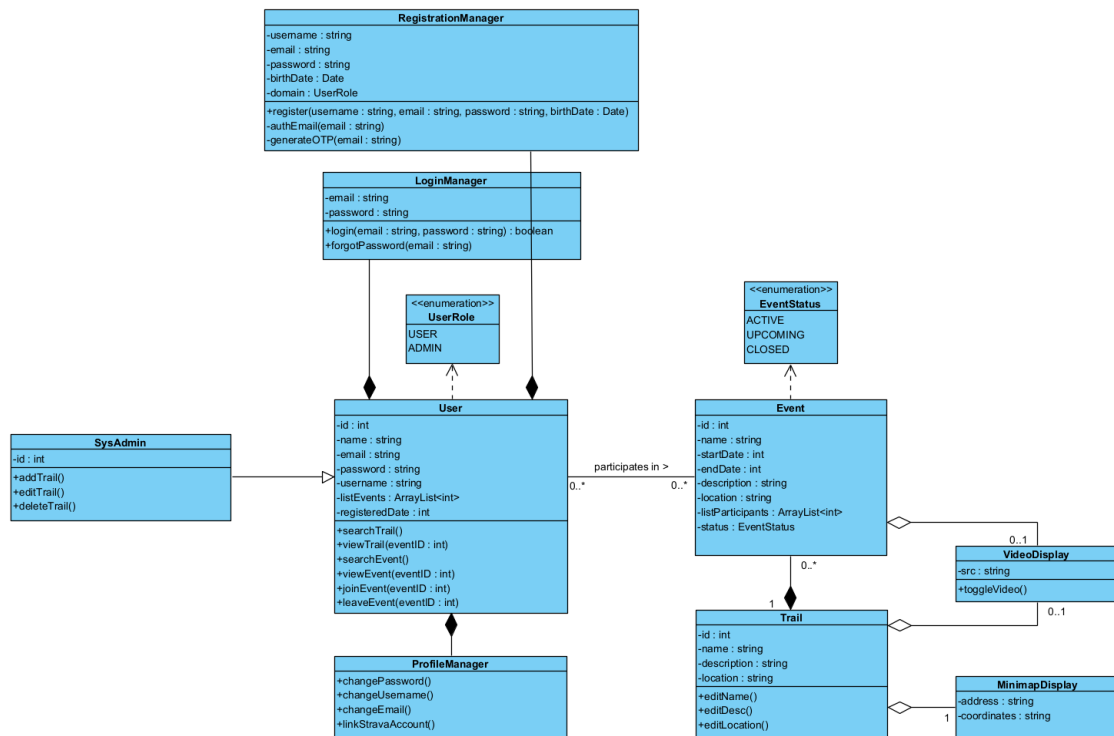 RegistrationManager
-username : string
-email : string
-password : string
-birthDate : Date
-domain : UserRole
+register(username : string, email : string, password : string, birthDate : Date)
-authEmail(email : string)
-generateOTP(email : string)
LoginManager
-email : string
-password : string
+login(email : string, password : string) : boolean
+forgotPassword(email : string)
<<enumeration>>
UserRole
USER
ADMIN
<<enumeration>>
EventStatus
ACTIVE
UPCOMING
CLOSED
SysAdmin
-id : int
+addTrail()
+editTrail()
+deleteTrail()
User
-id : int
-name : string
-email : string
-password : string
-username : string
-listEvents : ArrayList<int>
-registeredDate : int
+searchTrail()
+viewTrail(eventID : int)
+searchEvent()
+viewEvent(eventID : int)
+joinEvent(eventID : int)
+leaveEvent(eventID : int)
participates in >
0..*
0..*
Event
-id : int
-name : string
-startDate : int
-endDate : int
-description : string
-location : string
-listParticipants : ArrayList<int>
-status : EventStatus
0..1
VideoDisplay
-src : string
+toggleVideo()
0..1
0..*
1
Trail
-id : int
-name : string
-description : string
-location : string
+editName()
+editDesc()
+editLocation()
1
MinimapDisplay
-address : string
-coordinates : string
ProfileManager
+changePassword()
+changeUsername()
+changeEmail()
+linkStravaAccount()